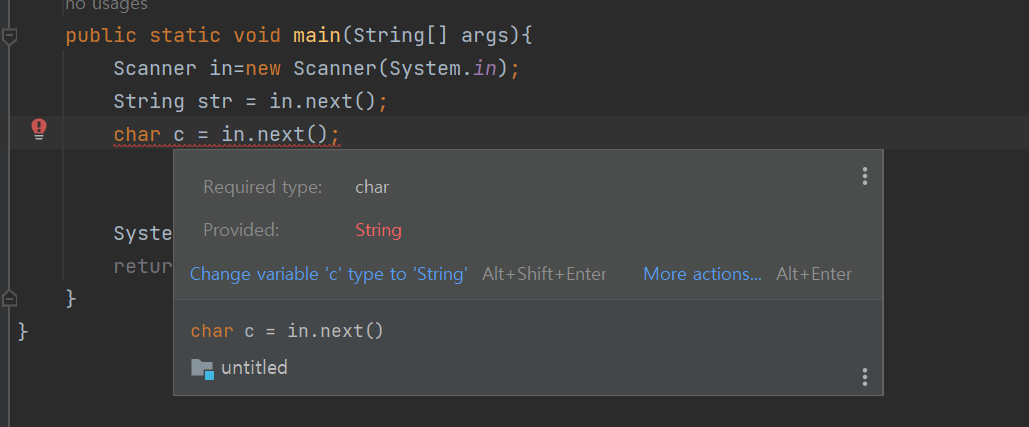 no usages
public static void main(String[] args){
Scanner in=new Scanner(System.in);
String str = in.next();
char c = in.next();
Required type: char
Provided: String
Change variable 'c' type to 'String' Alt+Shift+Enter More actions... Alt+Enter
char c = in.next()
untitled
Syste
retur
}
}